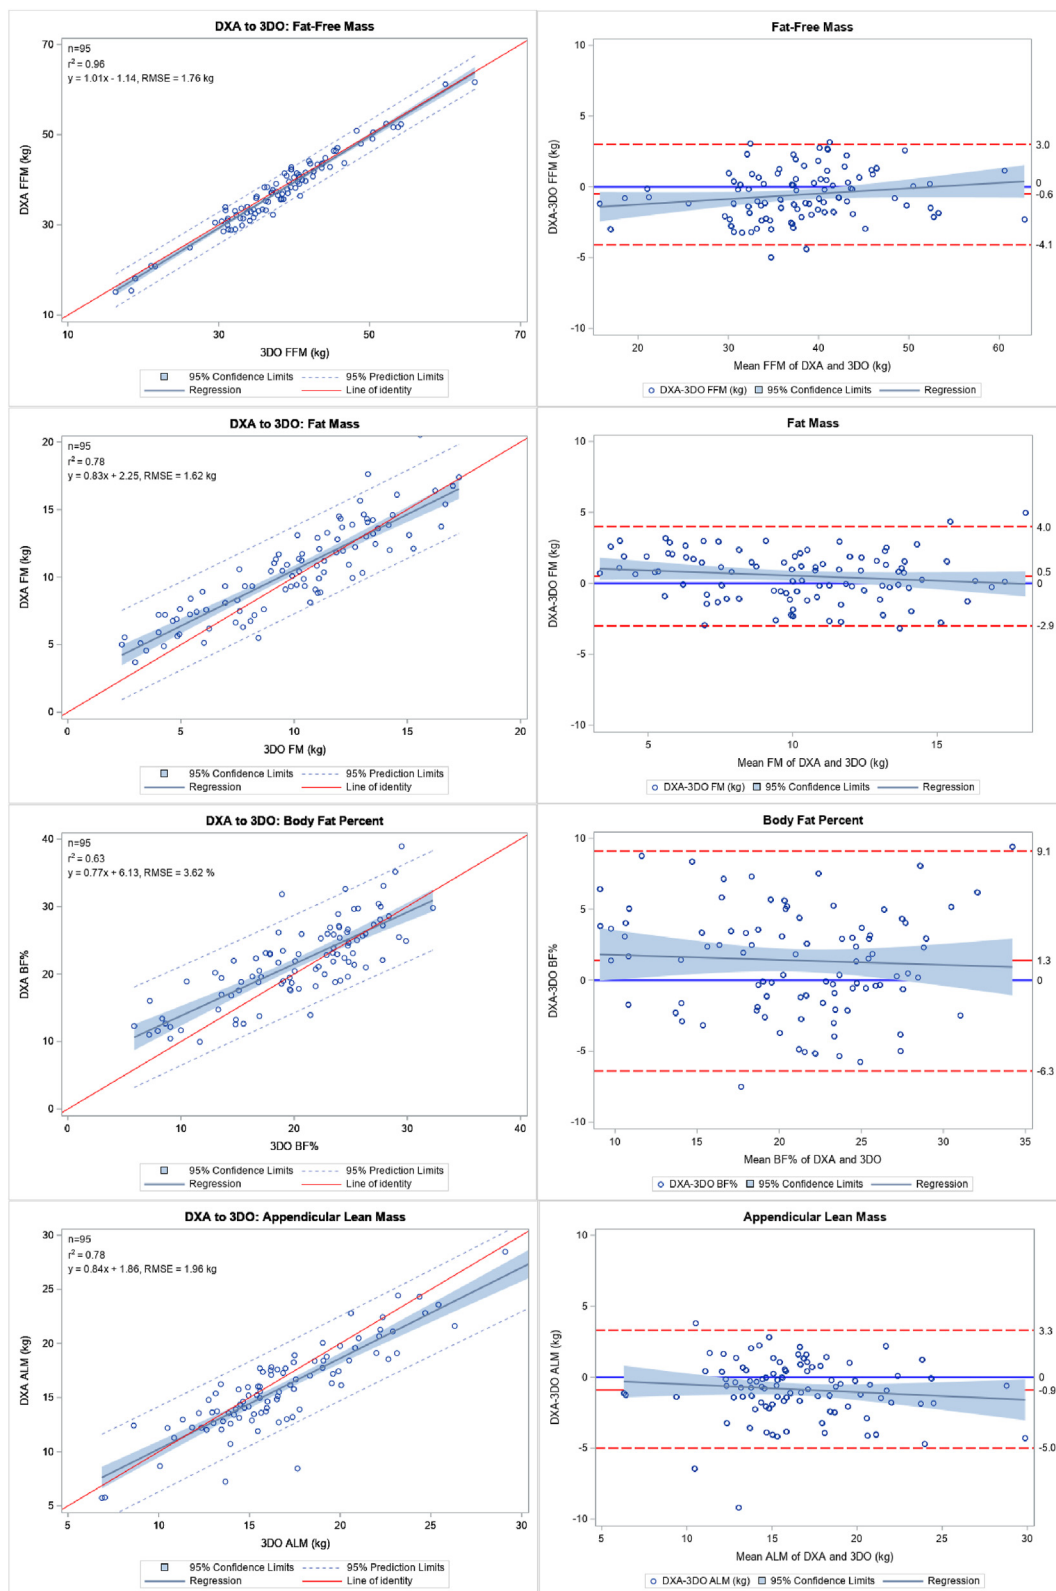 DXA to 3DO: Fat-Free Mass
n=95
r² = 0.96
y = 1.01x - 1.14, RMSE = 1.76 kg
DXA FFM (kg)
70
50
30
10
10 30 50 70
3DO FFM (kg)
95% Confidence Limits 95% Prediction Limits
Regression Line of identity
Fat-Free Mass
DXA-3DO FFM (kg)
10
5
0
-5
-10
3.0
0
-0.6
-4.1
20 30 40 50 60
Mean FFM of DXA and 3DO (kg)
DXA-3DO FFM (kg) 95% Confidence Limits Regression
DXA to 3DO: Fat Mass
n=95
r² = 0.78
y = 0.83x + 2.25, RMSE = 1.62 kg
DXA FM (kg)
20
15
10
5
0
0 5 10 15 20
3DO FM (kg)
95% Confidence Limits 95% Prediction Limits
Regression Line of identity
Fat Mass
DXA-3DO FM (kg)
10
5
0
-5
-10
4.0
0.5
0
-2.9
5 10 15
Mean FM of DXA and 3DO (kg)
DXA-3DO FM (kg) 95% Confidence Limits Regression
DXA to 3DO: Body Fat Percent
n=95
r² = 0.63
y = 0.77x + 6.13, RMSE = 3.62 %
DXA BF%
40
30
20
10
0
0 10 20 30 40
3DO BF%
95% Confidence Limits 95% Prediction Limits
Regression Line of identity
Body Fat Percent
DXA-3DO BF%
10
5
0
-5
-10
9.1
1.3
0
-6.3
10 15 20 25 30 35
Mean BF% of DXA and 3DO
DXA-3DO BF% 95% Confidence Limits Regression
DXA to 3DO: Appendicular Lean Mass
n=95
r² = 0.78
y = 0.84x + 1.86, RMSE = 1.96 kg
DXA ALM (kg)
30
25
20
15
10
5
5 10 15 20 25 30
3DO ALM (kg)
95% Confidence Limits 95% Prediction Limits
Regression Line of identity
Appendicular Lean Mass
DXA-3DO ALM (kg)
10
5
0
-5
-10
3.3
0
-0.9
-5.0
5 10 15 20 25 30
Mean ALM of DXA and 3DO (kg)
DXA-3DO ALM (kg) 95% Confidence Limits Regression